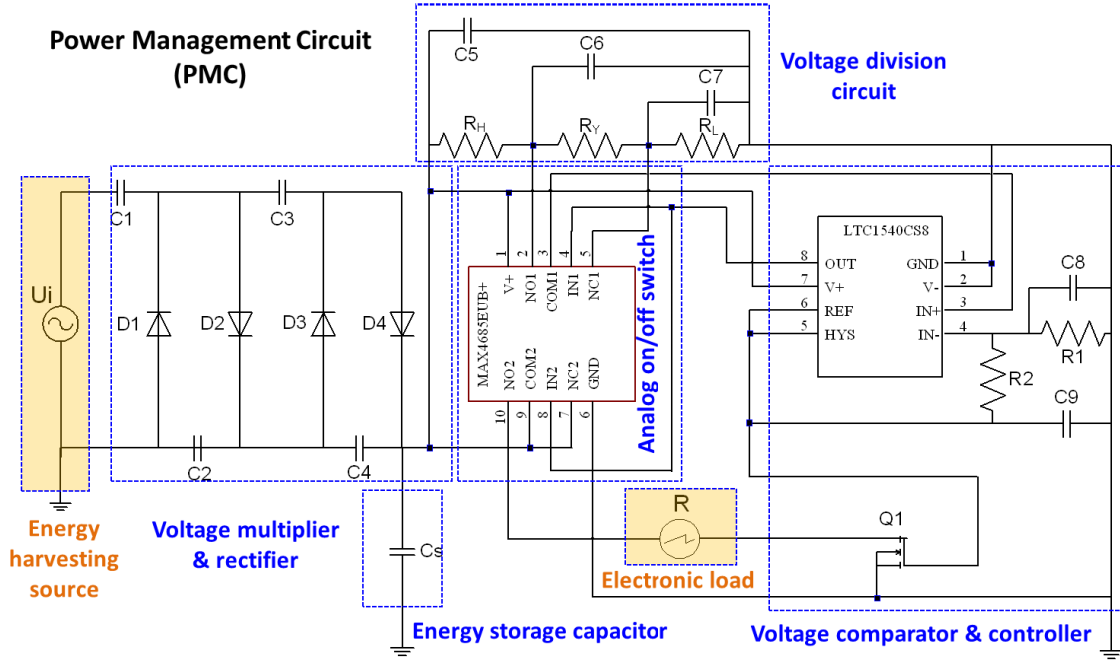 Power Management Circuit
(PMC)
C5
C6
C7
RH
RY
RL
Voltage division
circuit
C1
C3
Ui
D1
D2
D3
D4
C2
C4
1
2
3
4
5
V+
NO1
COM1
IN1
NC1
MAX4685EUB+
NO2
COM2
IN2
NC2
GND
10
9
8
7
6
Analog on/off switch
LTC1540CS8
8 OUT
7 V+
6 REF
5 HYS
GND 1
V- 2
IN+ 3
IN- 4
C8
R1
R2
C9
Q1
R
Electronic load
Cs
Energy
harvesting
source
Voltage multiplier
& rectifier
Energy storage capacitor
Voltage comparator & controller